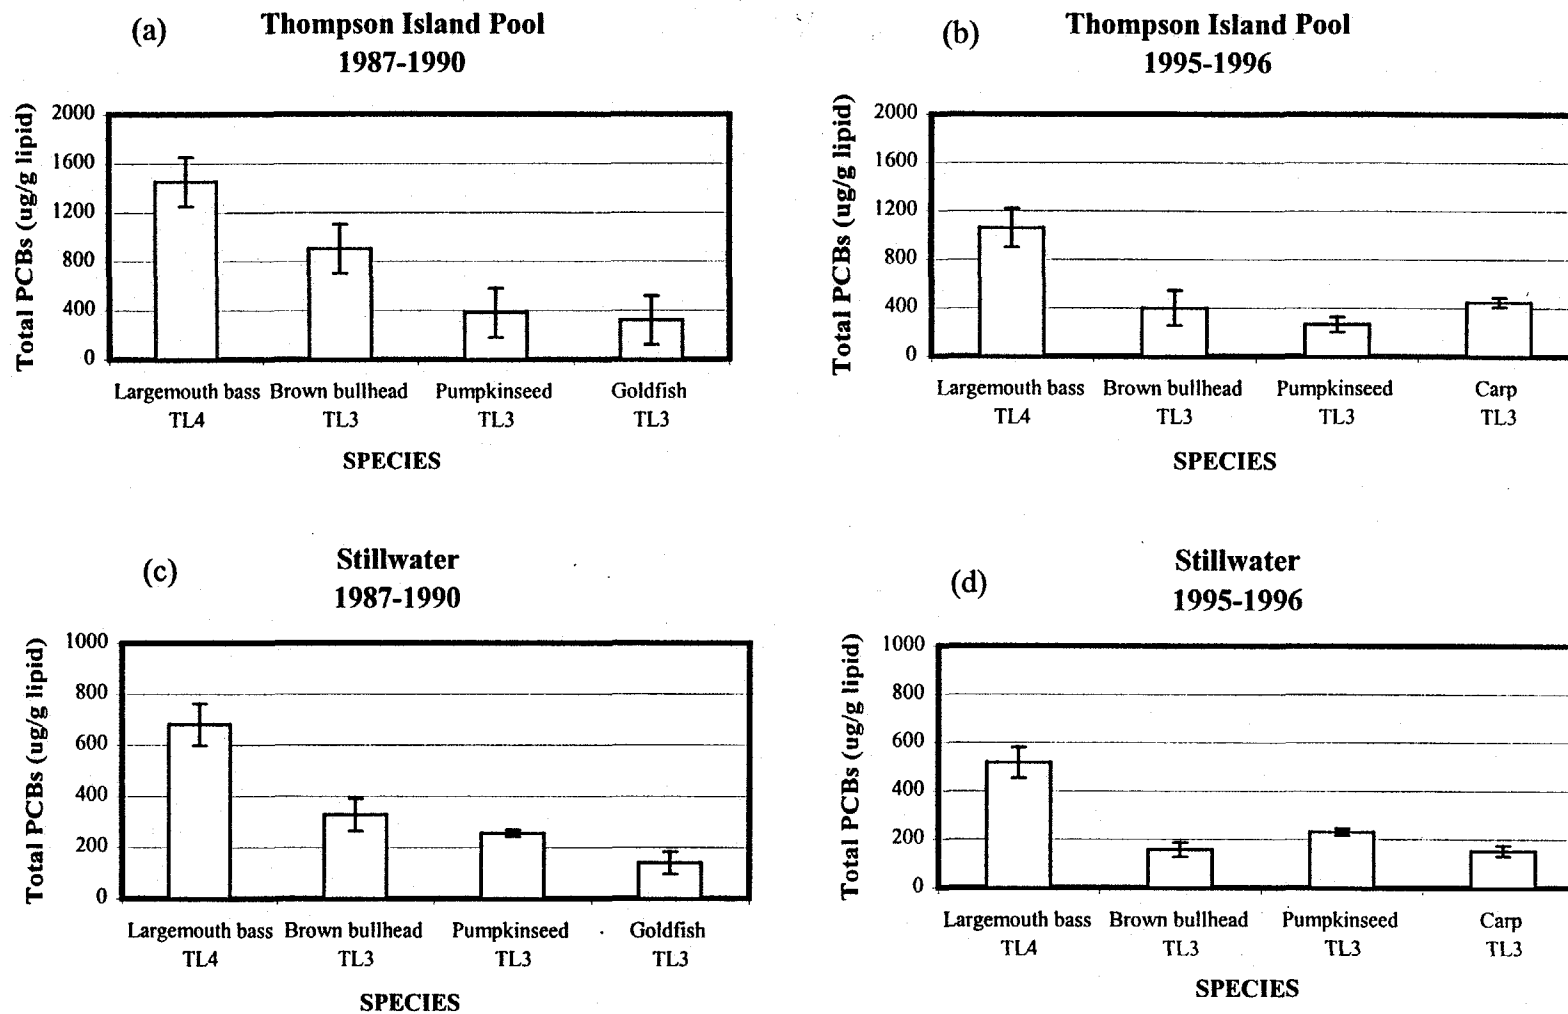 (a)
Thompson Island Pool
1987-1990
Total PCBs (ug/g lipid)
2000
1600
1200
800
400
0
Largemouth bass Brown bullhead Pumpkinseed Goldfish
TL4 TL3 TL3 TL3
SPECIES
(b)
Thompson Island Pool
1995-1996
Total PCBs (ug/g lipid)
2000
1600
1200
800
400
0
Largemouth bass Brown bullhead Pumpkinseed Carp
TL4 TL3 TL3 TL3
SPECIES
(c)
Stillwater
1987-1990
Total PCBs (ug/g lipid)
1000
800
600
400
200
0
Largemouth bass Brown bullhead Pumpkinseed Goldfish
TL4 TL3 TL3 TL3
SPECIES
(d)
Stillwater
1995-1996
Total PCBs (ug/g lipid)
1000
800
600
400
200
0
Largemouth bass Brown bullhead Pumpkinseed Carp
TL4 TL3 TL3 TL3
SPECIES